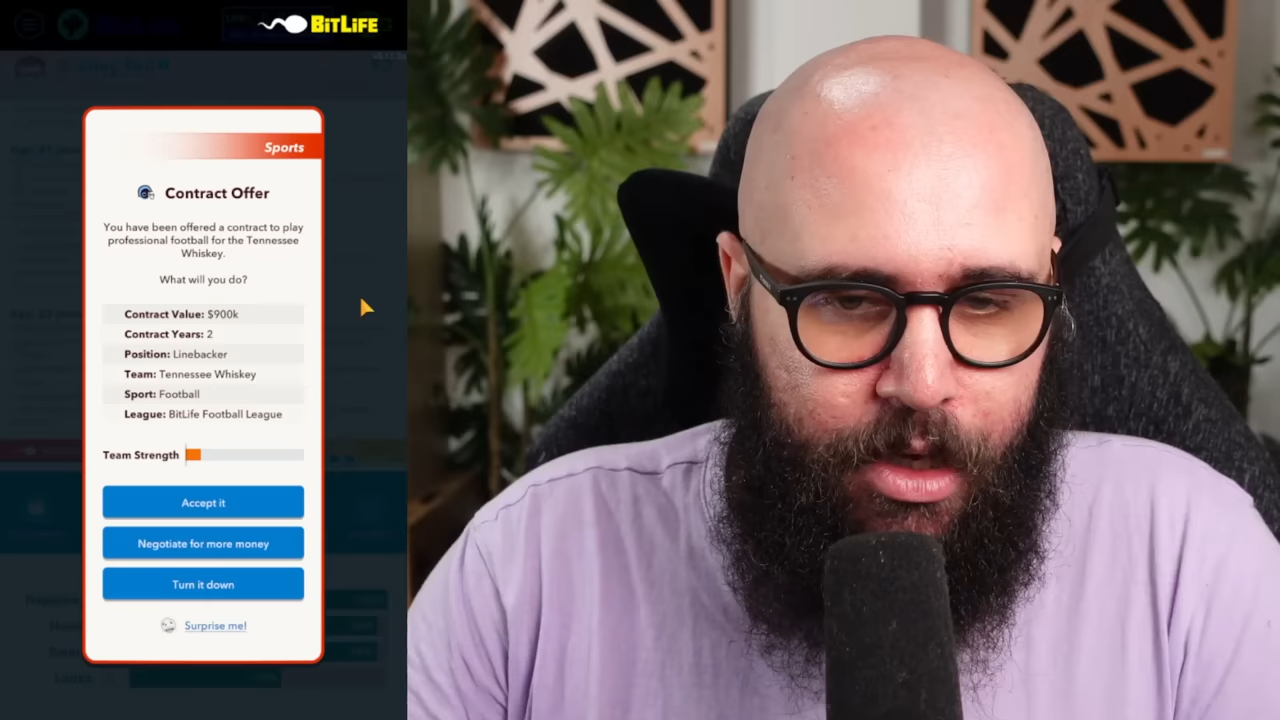 BITLIFE
Sports
Contract Offer
You have been offered a contract to play
professional football for the Tennessee
Whiskey.
What will you do?
Contract Value: $900k
Contract Years: 2
Position: Linebacker
Team: Tennessee Whiskey
Sport: Football
League: BitLife Football League
Team Strength
Accept it
Negotiate for more money
Turn it down
Surprise me!